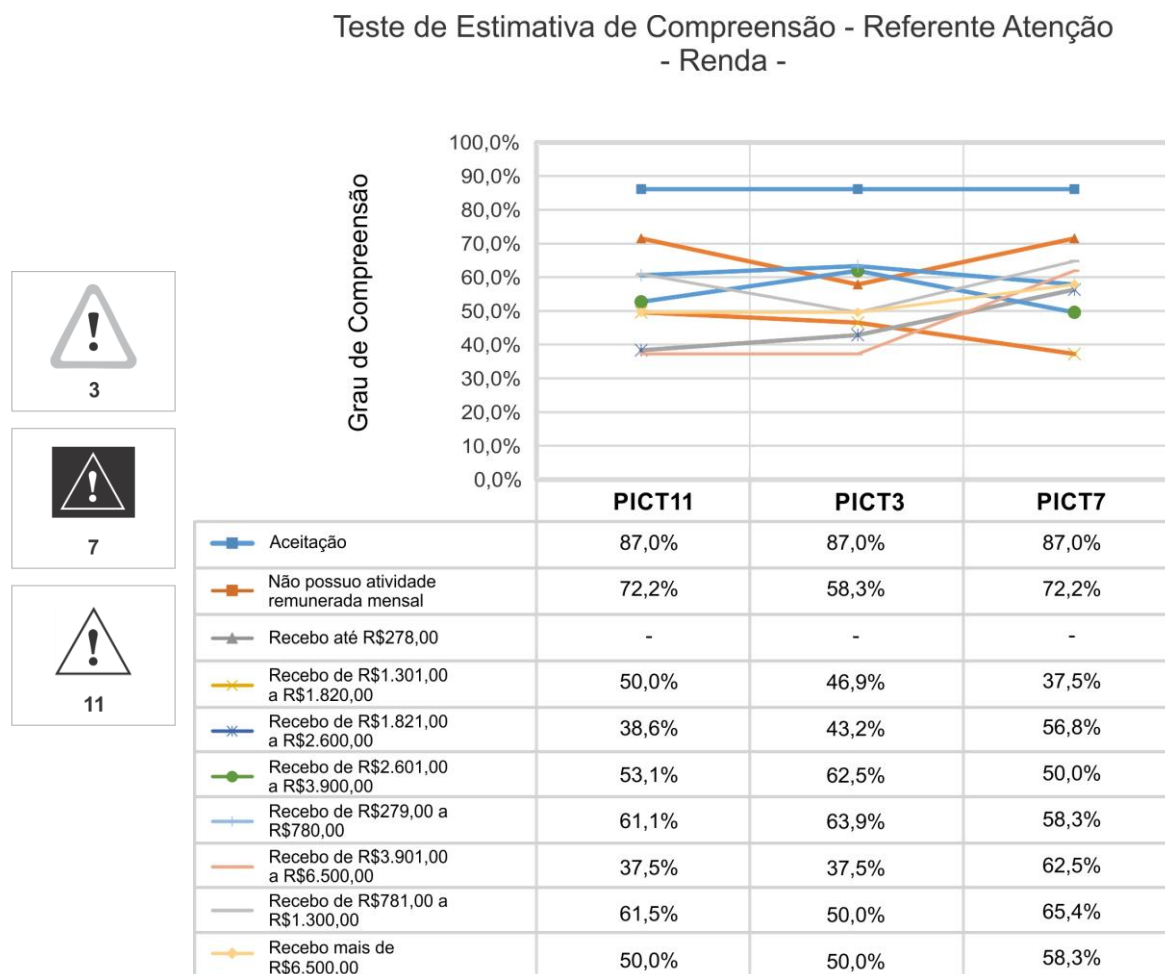 Teste de Estimativa de Compreensão - Referente Atenção
- Renda -
Grau de Compreensão
100,0%
90,0%
80,0%
70,0%
60,0%
50,0%
40,0%
30,0%
20,0%
10,0%
0,0%
!
3
!
7
!
11
PICT11 PICT3 PICT7
Aceitação 87,0% 87,0% 87,0%
Não possuo atividade
remunerada mensal 72,2% 58,3% 72,2%
Recebo até R$278,00 - - -
Recebo de R$1.301,00
a R$1.820,00 50,0% 46,9% 37,5%
Recebo de R$1.821,00
a R$2.600,00 38,6% 43,2% 56,8%
Recebo de R$2.601,00
a R$3.900,00 53,1% 62,5% 50,0%
Recebo de R$279,00 a
R$780,00 61,1% 63,9% 58,3%
Recebo de R$3.901,00
a R$6.500,00 37,5% 37,5% 62,5%
Recebo de R$781,00 a
R$1.300,00 61,5% 50,0% 65,4%
Recebo mais de
R$6.500,00 50,0% 50,0% 58,3%